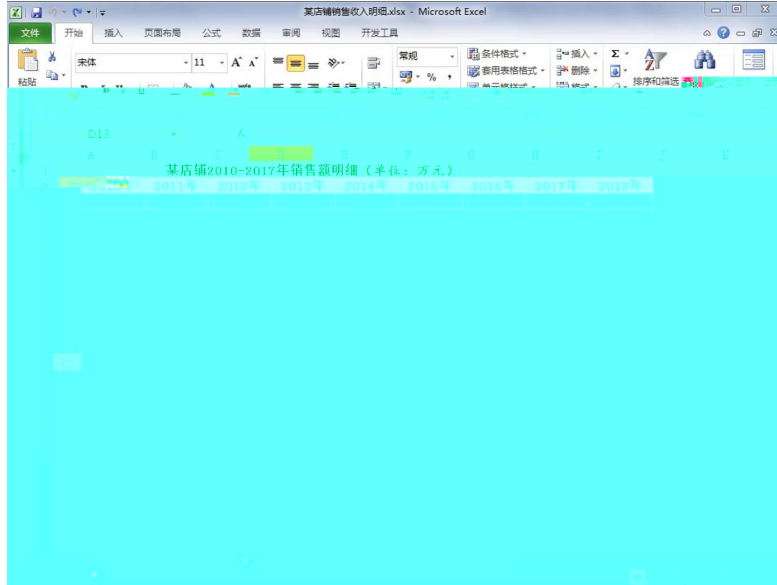 某店铺销售收入明细.xlsx - Microsoft Excel
文件 开始 插入 页面布局 公式 数据 审阅 视图 开发工具
宋体 11 A A 常规 条件格式 插入 Σ
粘贴 % , 套用表格格式 删除 排序和筛选
D13
A B C D E F G H I J K
1 某店铺2010-2017年销售额明细（单位：万元）
2011年 2012年 2013年 2014年 2015年 2016年 2017年 2018年